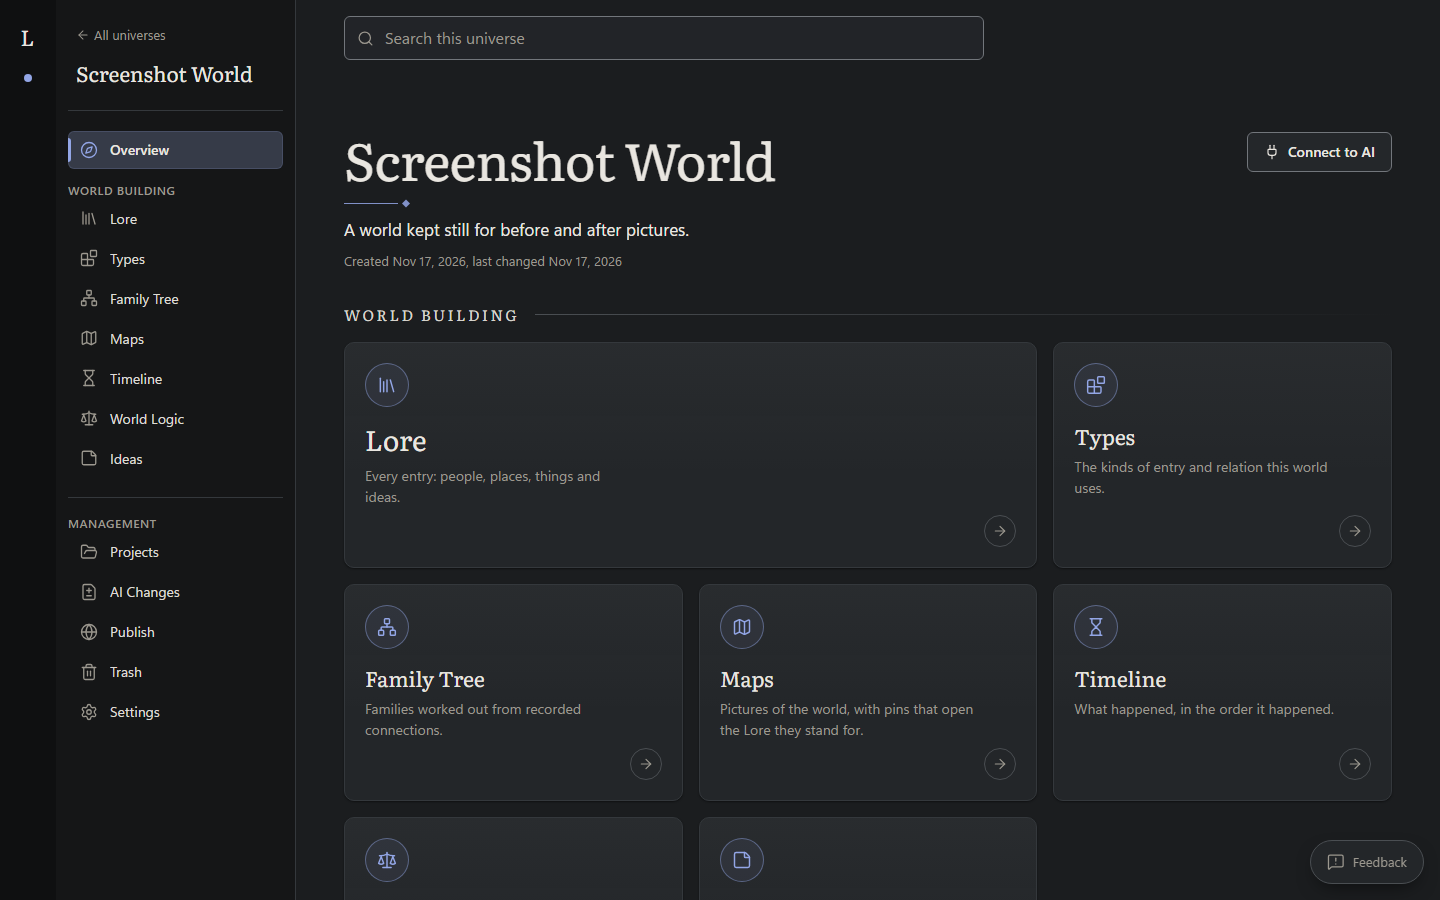 L
All universes
Screenshot World
Overview
WORLD BUILDING
Lore
Types
Family Tree
Maps
Timeline
World Logic
Ideas
MANAGEMENT
Projects
AI Changes
Publish
Trash
Settings
Search this universe
Screenshot World
Connect to AI
A world kept still for before and after pictures.
Created Nov 17, 2026, last changed Nov 17, 2026
WORLD BUILDING
Lore
Every entry: people, places, things and
ideas.
Types
The kinds of entry and relation this world
uses.
Family Tree
Families worked out from recorded
connections.
Maps
Pictures of the world, with pins that open
the Lore they stand for.
Timeline
What happened, in the order it happened.
Feedback